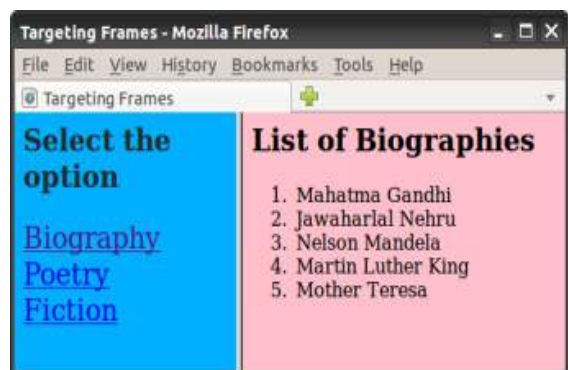 Targeting Frames - Mozilla Firefox
File Edit View History Bookmarks Tools Help
Targeting Frames
Select the
option
Biography
Poetry
Fiction
List of Biographies
1. Mahatma Gandhi
2. Jawaharlal Nehru
3. Nelson Mandela
4. Martin Luther King
5. Mother Teresa